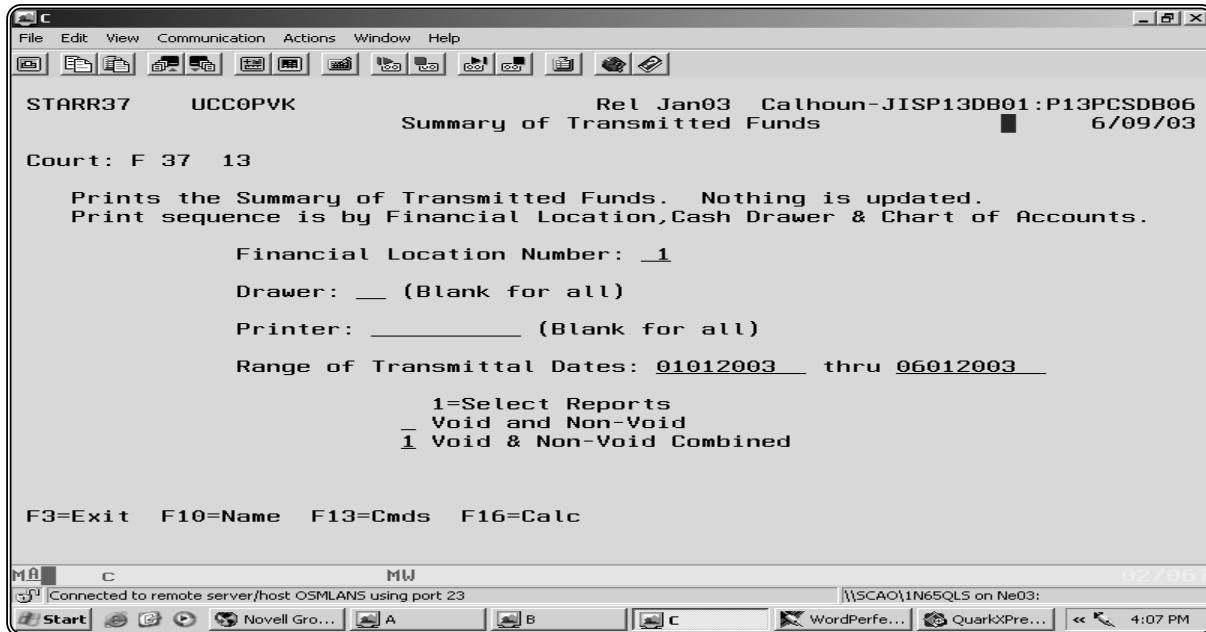 C
File Edit View Communication Actions Window Help
STARR37 UCC0PVK Rel Jan03 Calhoun-JISP13DB01:P13PCSDB06
Summary of Transmitted Funds 6/09/03
Court: F 37 13
Prints the Summary of Transmitted Funds. Nothing is updated.
Print sequence is by Financial Location,Cash Drawer & Chart of Accounts.
Financial Location Number: _1
Drawer: __ (Blank for all)
Printer: __________ (Blank for all)
Range of Transmittal Dates: 01012003__ thru 06012003__
1=Select Reports
_ Void and Non-Void
1 Void & Non-Void Combined
F3=Exit F10=Name F13=Cmds F16=Calc
MA C MW 02/067
Connected to remote server/host OSMLANS using port 23 \\SCAO\1N65QLS on Ne03:
Start Novell Gro... A B C WordPerfe... QuarkXPre... « 4:07 PM